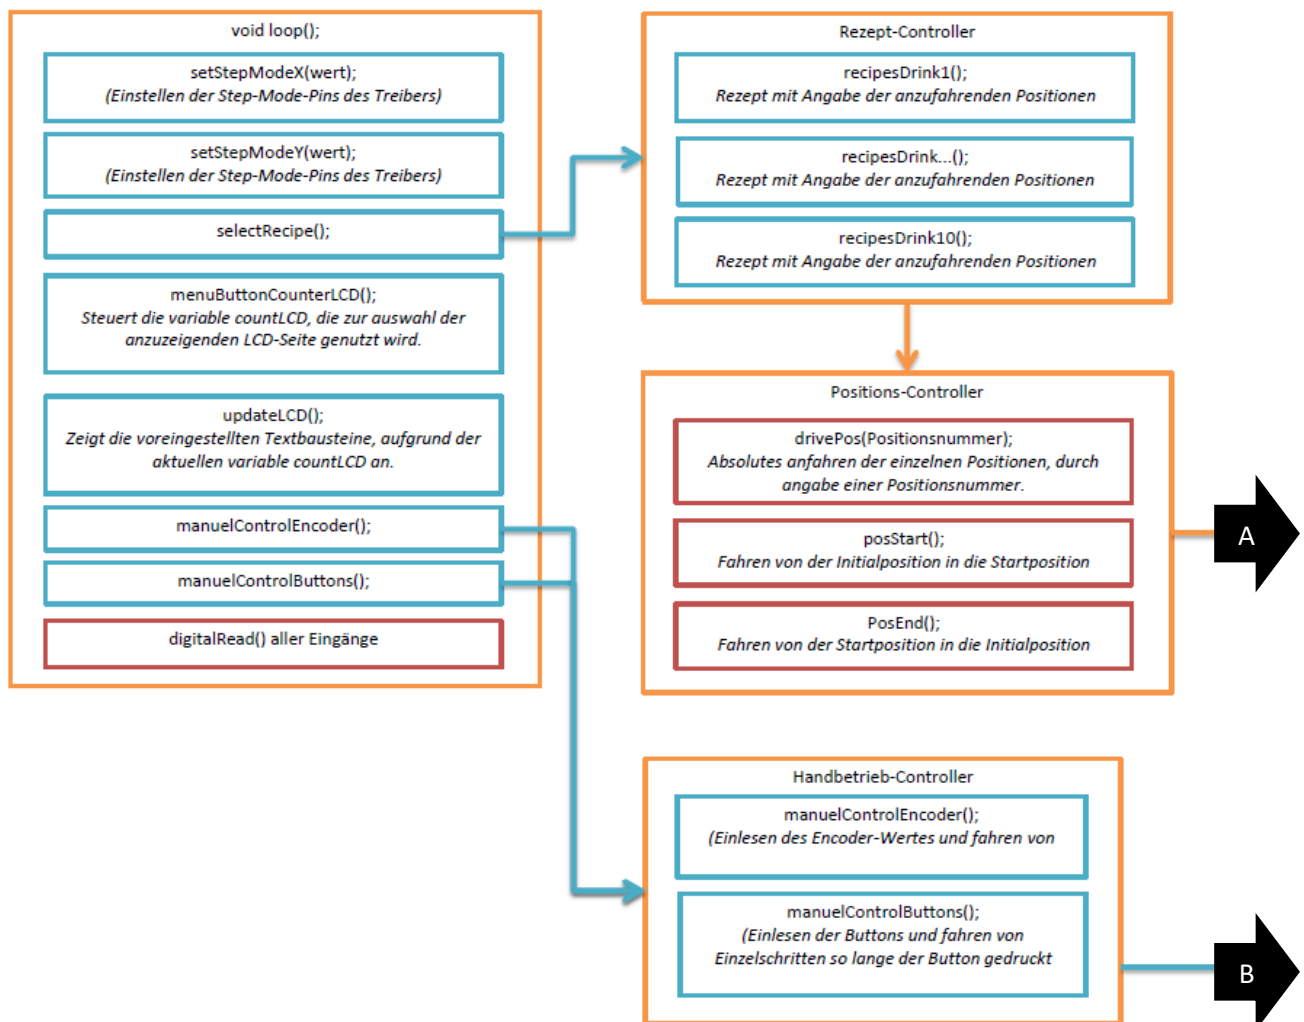 void loop();
setStepModeX(wert);
(Einstellen der Step-Mode-Pins des Treibers)
setStepModeY(wert);
(Einstellen der Step-Mode-Pins des Treibers)
selectRecipe();
menuButtonCounterLCD();
Steuert die variable countLCD, die zur auswahl der
anzuzeigenden LCD-Seite genutzt wird.
updateLCD();
Zeigt die voreingestellten Textbausteine, aufgrund der
aktuellen variable countLCD an.
manuelControlEncoder();
manuelControlButtons();
digitalRead() aller Eingänge
Rezept-Controller
recipesDrink1();
Rezept mit Angabe der anzufahrenden Positionen
recipesDrink...();
Rezept mit Angabe der anzufahrenden Positionen
recipesDrink10();
Rezept mit Angabe der anzufahrenden Positionen
Positions-Controller
drivePos(Positionsnummer);
Absolutes anfahren der einzelnen Positionen, durch
angabe einer Positionsnummer.
posStart();
Fahren von der Initialposition in die Startposition
PosEnd();
Fahren von der Startposition in die Initialposition
A
Handbetrieb-Controller
manuelControlEncoder();
(Einlesen des Encoder-Wertes und fahren von
manuelControlButtons();
(Einlesen der Buttons und fahren von
Einzelschritten so lange der Button gedruckt
B